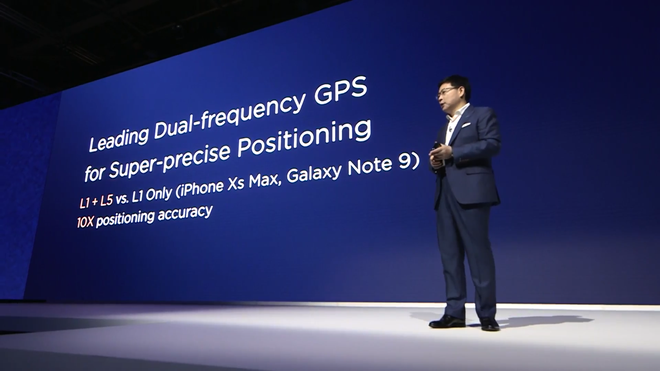 Leading Dual-frequency GPS
for Super-precise Positioning
L1 + L5 vs. L1 Only (iPhone Xs Max, Galaxy Note 9)
10X positioning accuracy